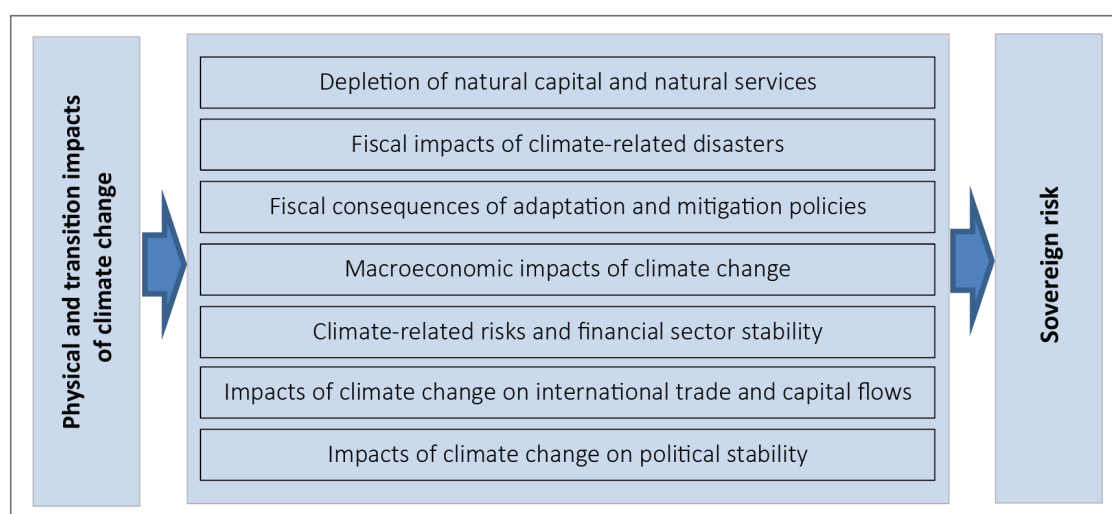 Physical and transition impacts
of climate change
Depletion of natural capital and natural services
Fiscal impacts of climate-related disasters
Fiscal consequences of adaptation and mitigation policies
Macroeconomic impacts of climate change
Climate-related risks and financial sector stability
Impacts of climate change on international trade and capital flows
Impacts of climate change on political stability
Sovereign risk